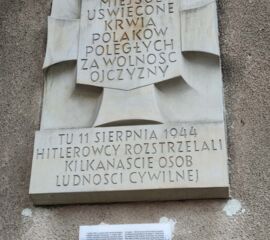 MIEJSCE
UŚWIĘCONE
KRWIĄ
POLAKÓW
POLEGŁYCH
ZA WOLNOŚĆ
OJCZYZNY
TU 11 SIERPNIA 1944
HITLEROWCY ROZSTRZELALI
KILKANAŚCIE OSÓB
LUDNOŚCI CYWILNEJ